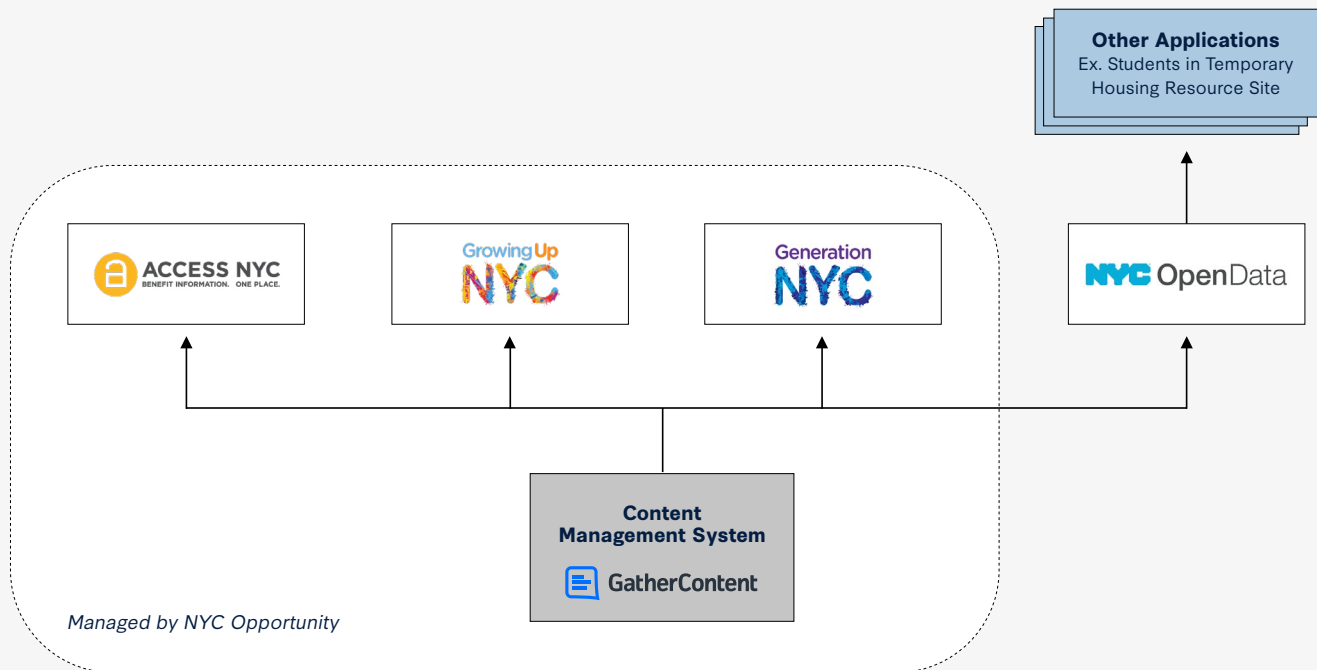 Other Applications
Ex. Students in Temporary
Housing Resource Site
ACCESS NYC
BENEFIT INFORMATION. ONE PLACE.
Growing Up
NYC
Generation
NYC
NYC OpenData
Content
Management System
GatherContent
Managed by NYC Opportunity